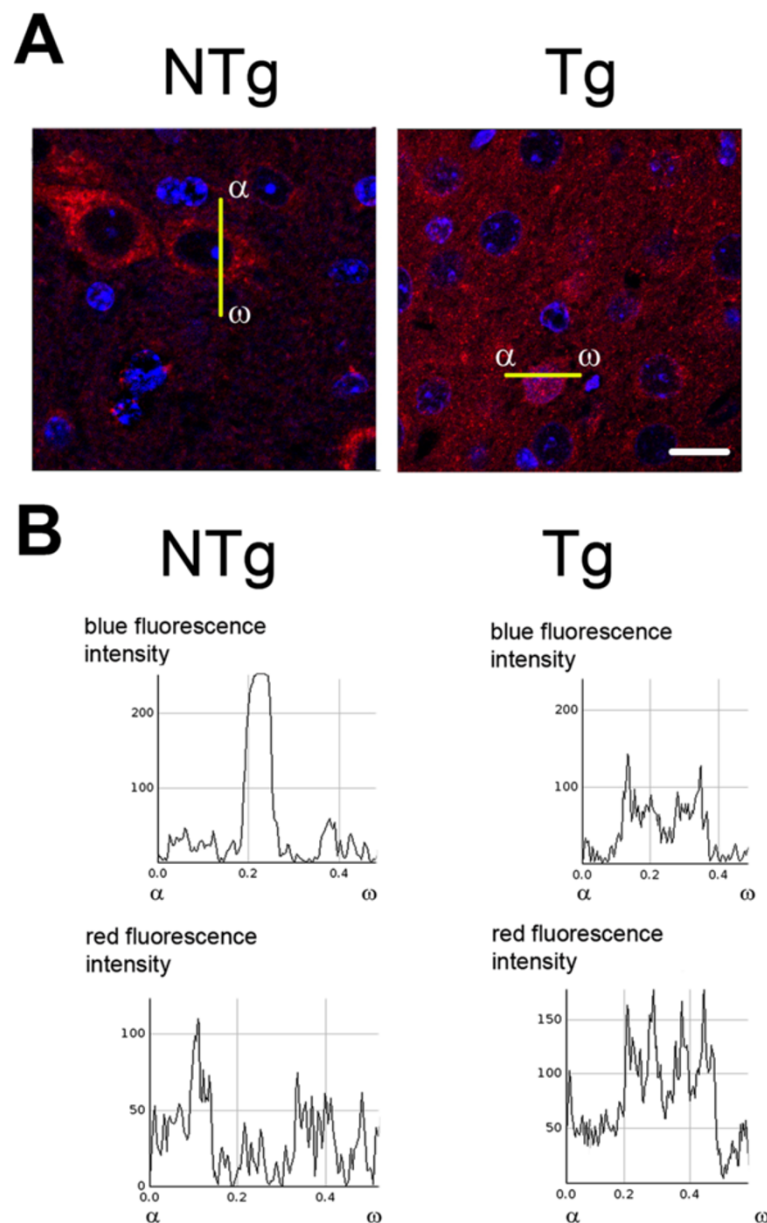 A
NTg Tg
α
ω
α ω
B
NTg Tg
blue fluorescence
intensity
200
100
0
0.0 0.2 0.4
α ω
blue fluorescence
intensity
200
100
0
0.0 0.2 0.4
α ω
red fluorescence
intensity
100
50
0
0.0 0.2 0.4
α ω
red fluorescence
intensity
150
100
50
0.0 0.2 0.4
α ω